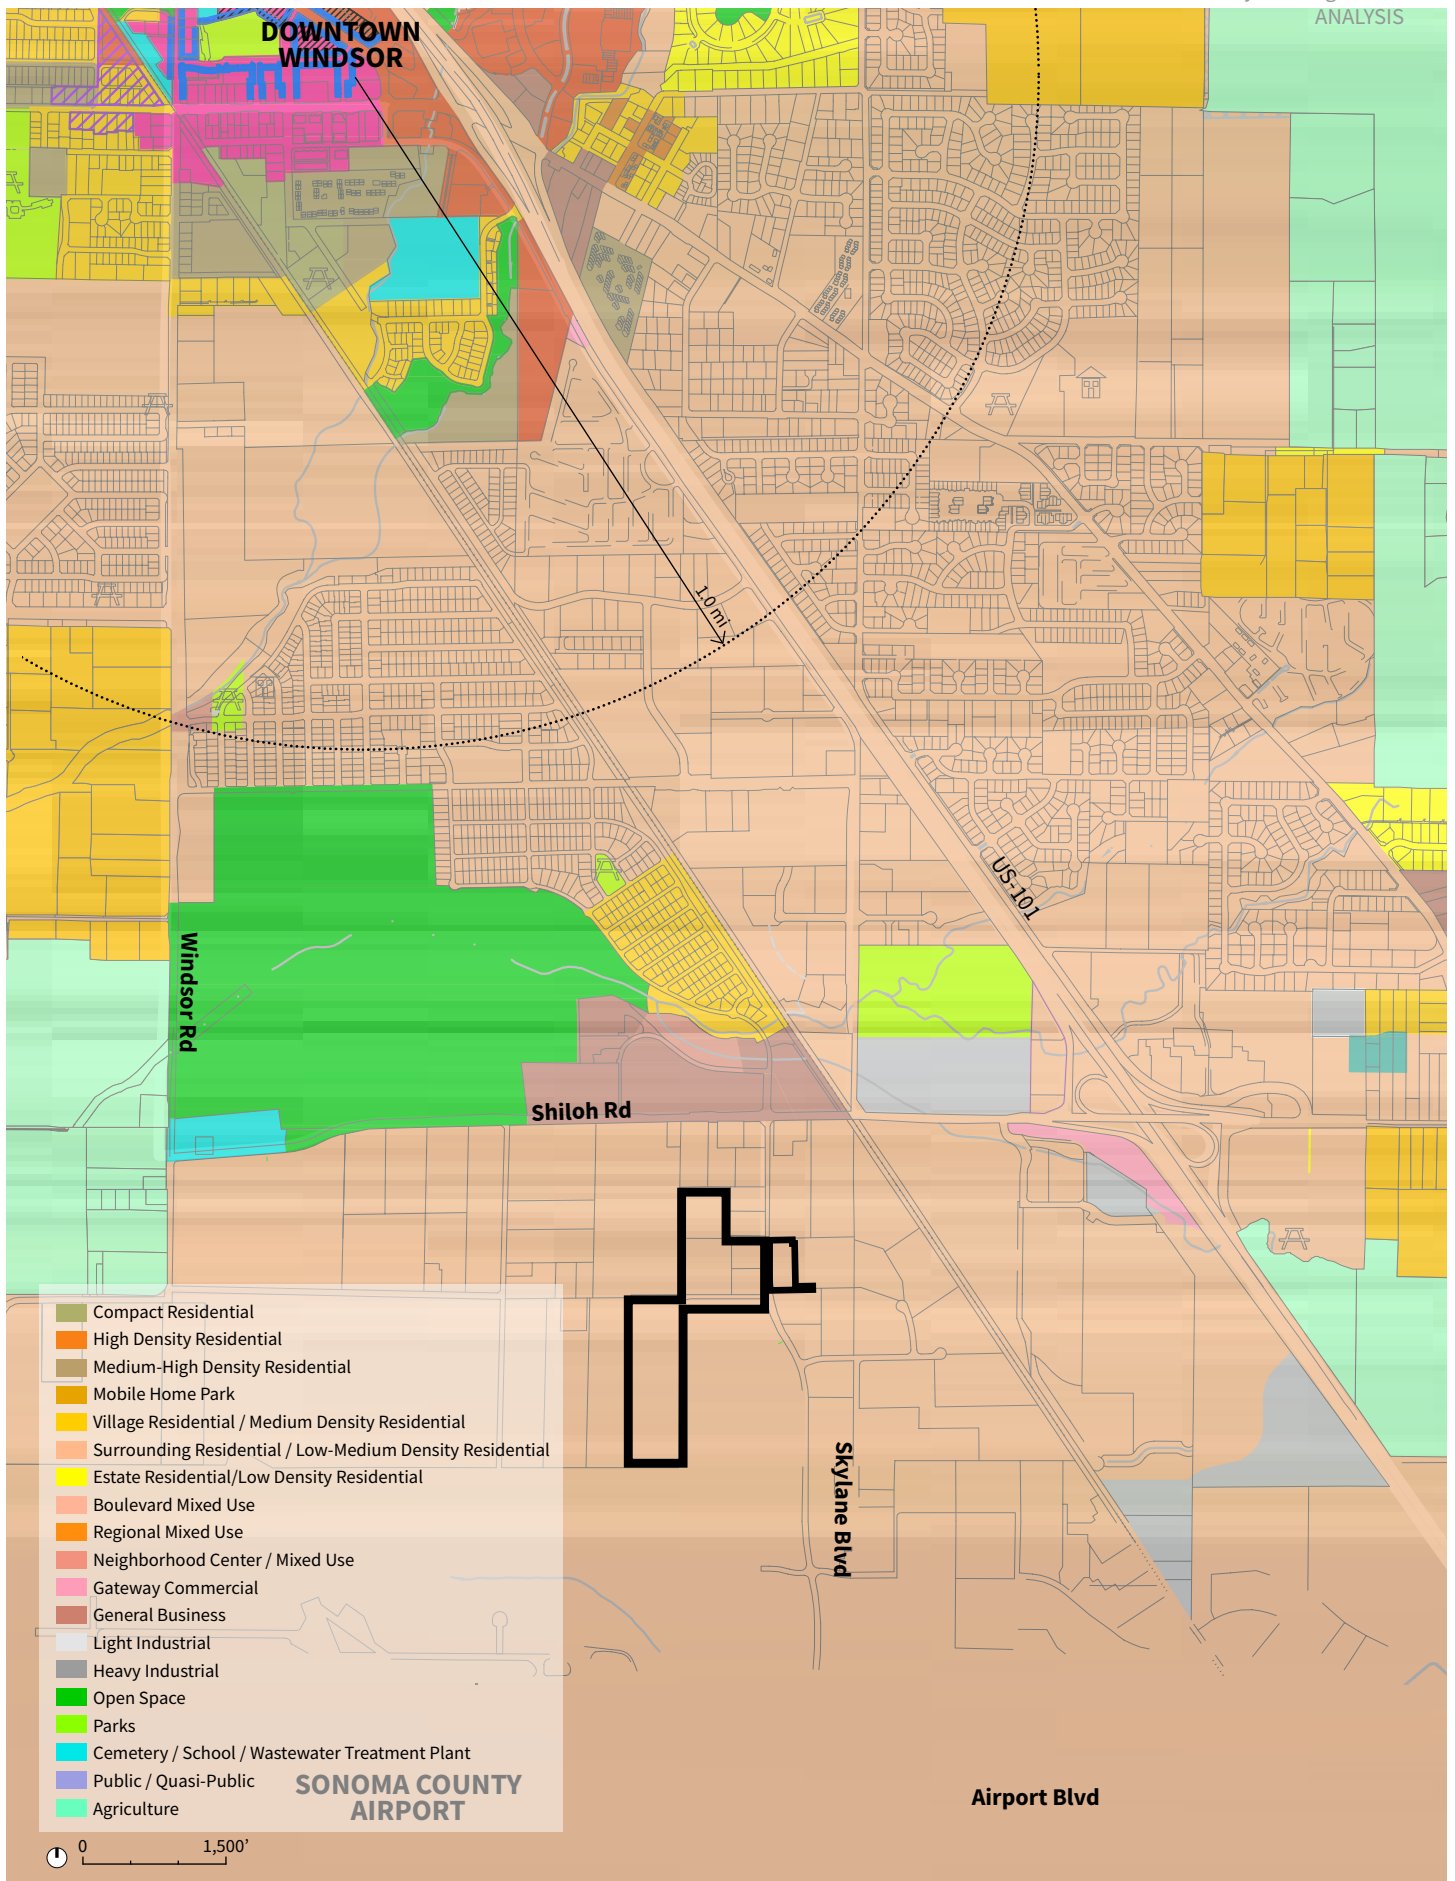 ANALYSIS
DOWNTOWN
WINDSOR
1.0 mi
US-101
Windsor Rd
Shiloh Rd
Skylane Blvd
Compact Residential
High Density Residential
Medium-High Density Residential
Mobile Home Park
Village Residential / Medium Density Residential
Surrounding Residential / Low-Medium Density Residential
Estate Residential/Low Density Residential
Boulevard Mixed Use
Regional Mixed Use
Neighborhood Center / Mixed Use
Gateway Commercial
General Business
Light Industrial
Heavy Industrial
Open Space
Parks
Cemetery / School / Wastewater Treatment Plant
Public / Quasi-Public
Agriculture
SONOMA COUNTY
AIRPORT
Airport Blvd
0 1,500’